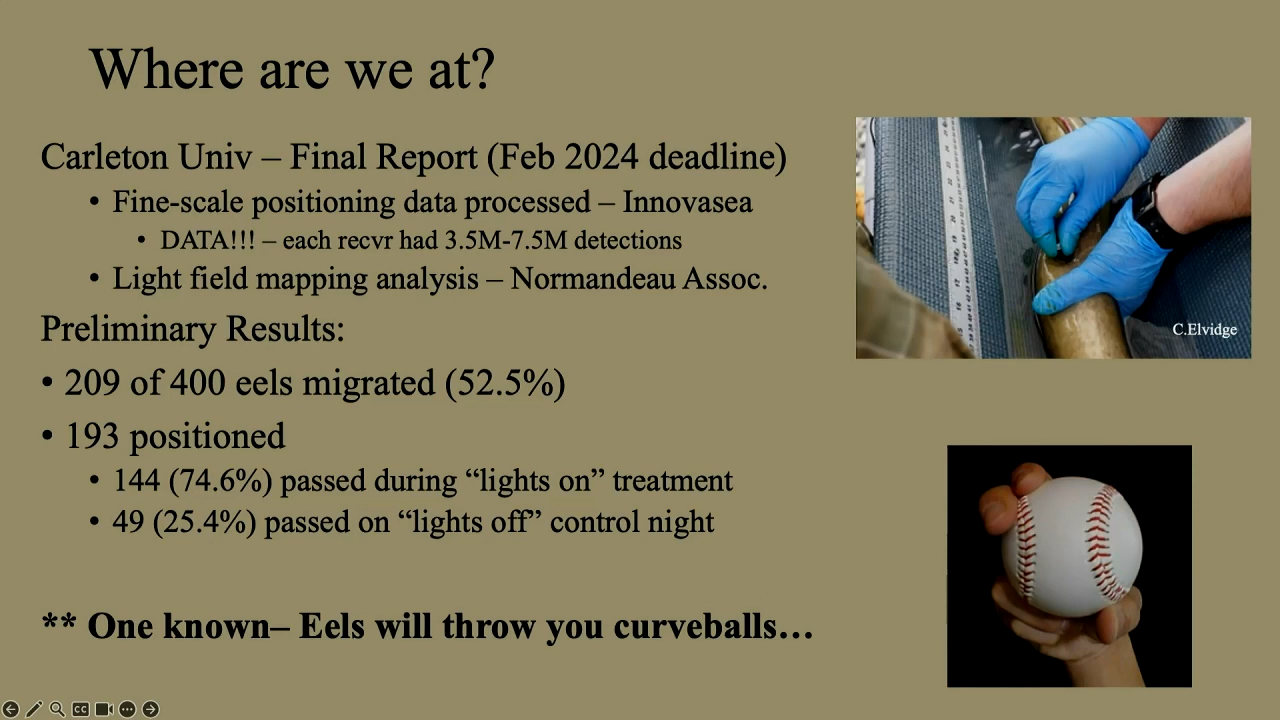 Where are we at?
Carleton Univ – Final Report (Feb 2024 deadline)
• Fine-scale positioning data processed – Innovasea
• DATA!!! – each recvr had 3.5M-7.5M detections
• Light field mapping analysis – Normandeau Assoc.
Preliminary Results:
• 209 of 400 eels migrated (52.5%)
• 193 positioned
• 144 (74.6%) passed during “lights on” treatment
• 49 (25.4%) passed on “lights off” control night
** One known– Eels will throw you curveballs…
C.Elvidge
CC